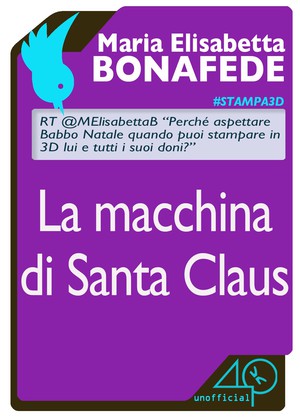 Maria Elisabetta
BONAFEDE
#STAMPA3D
RT @MElisabettaB “Perché aspettare
Babbo Natale quando puoi stampare in
3D lui e tutti i suoi doni?”
La macchina
di Santa Claus
40K
unofficial